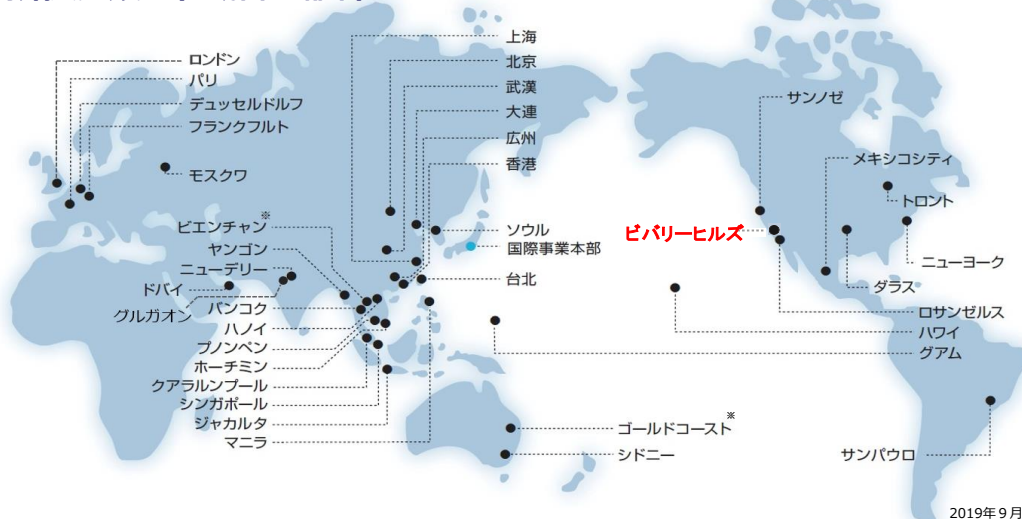 ロンドン
パリ
デュッセルドルフ
フランクフルト
モスクワ
ビエンチャン※
ヤンゴン
ニューデリー
ドバイ
グルガオン
バンコク
ハノイ
プノンペン
ホーチミン
クアラルンプール
シンガポール
ジャカルタ
マニラ
上海
北京
武漢
大連
広州
香港
ソウル
国際事業本部
台北
ゴールドコースト※
シドニー
サンノゼ
メキシコシティ
トロント
ビバリーヒルズ
ニューヨーク
ダラス
ロサンゼルス
ハワイ
グアム
サンパウロ
2019年9月